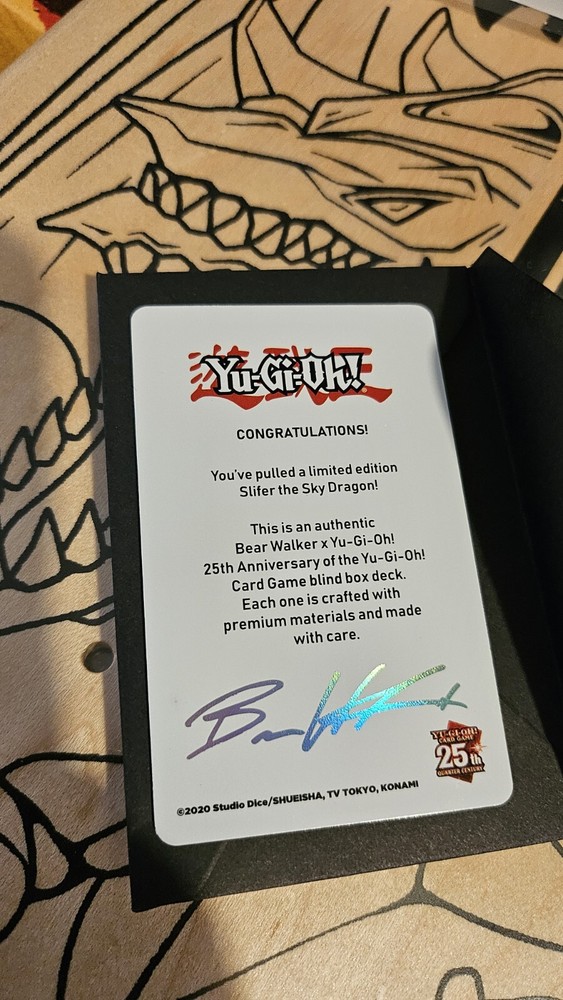 遊戯王
Yu-Gi-Oh!
CONGRATULATIONS!
You've pulled a limited edition
Slifer the Sky Dragon!
This is an authentic
Bear Walker x Yu-Gi-Oh!
25th Anniversary of the Yu-Gi-Oh!
Card Game blind box deck.
Each one is crafted with
premium materials and made
with care.
YU-GI-OH!
CARD GAME
25th
QUARTER CENTURY
©2020 Studio Dice/SHUEISHA, TV TOKYO, KONAMI